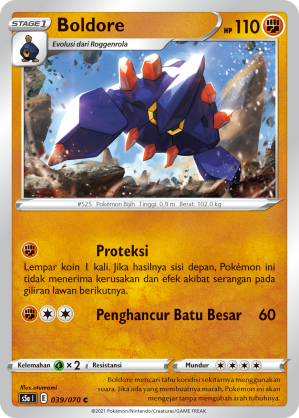 STAGE 1 Boldore HP 110
Evolusi dari Roggenrola
#525 Pokémon Bijih Tinggi: 0.9 m Berat: 102.0 kg
Proteksi
Lempar koin 1 kali. Jika hasilnya sisi depan, Pokémon ini
tidak menerima kerusakan dan efek akibat serangan pada
giliran lawan berikutnya.
Penghancur Batu Besar 60
Kelemahan ×2 Resistansi Mundur
Illus. otumami
Boldore mencari tahu kondisi sekitarnya menggunakan
suara. Jika ada yang membuatnya marah, Pokémon ini akan
mengejar tanpa mengubah arah tubuhnya.
s5a I E 039/070 C
©2021 Pokémon/Nintendo/Creatures/GAME FREAK